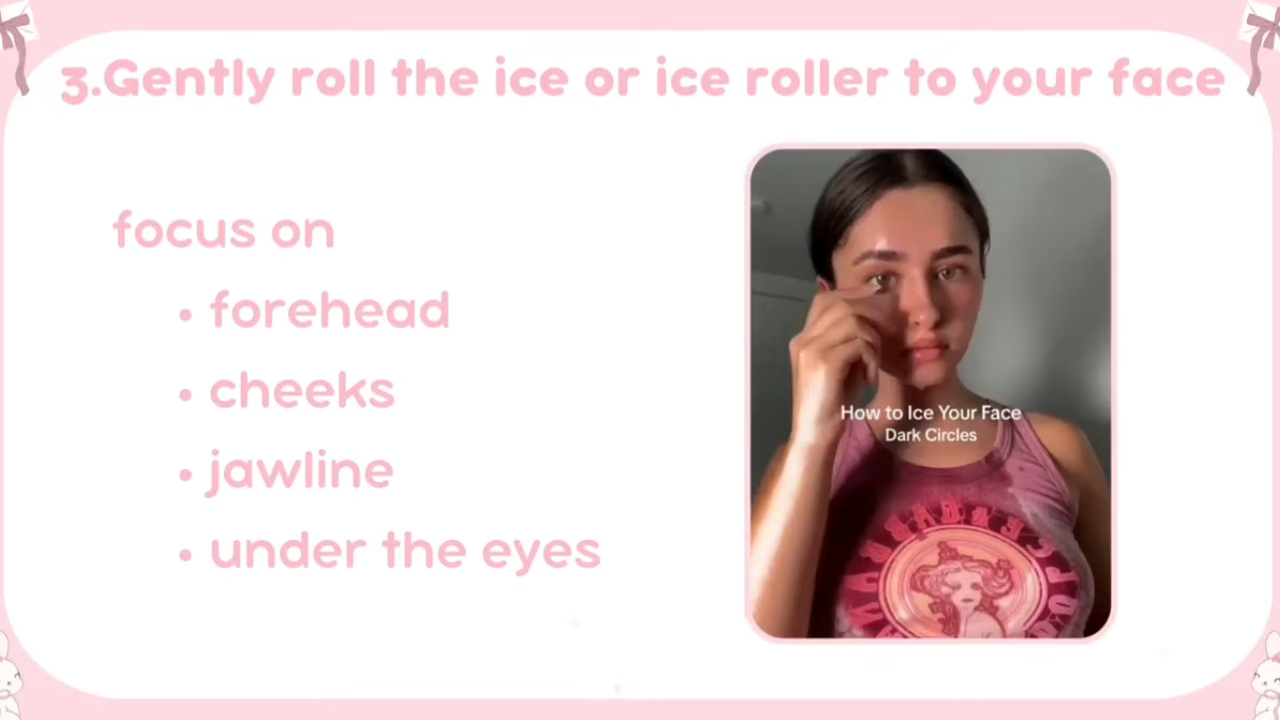 3.Gently roll the ice or ice roller to your face
focus on
• forehead
• cheeks
• jawline
• under the eyes
How to Ice Your Face
Dark Circles